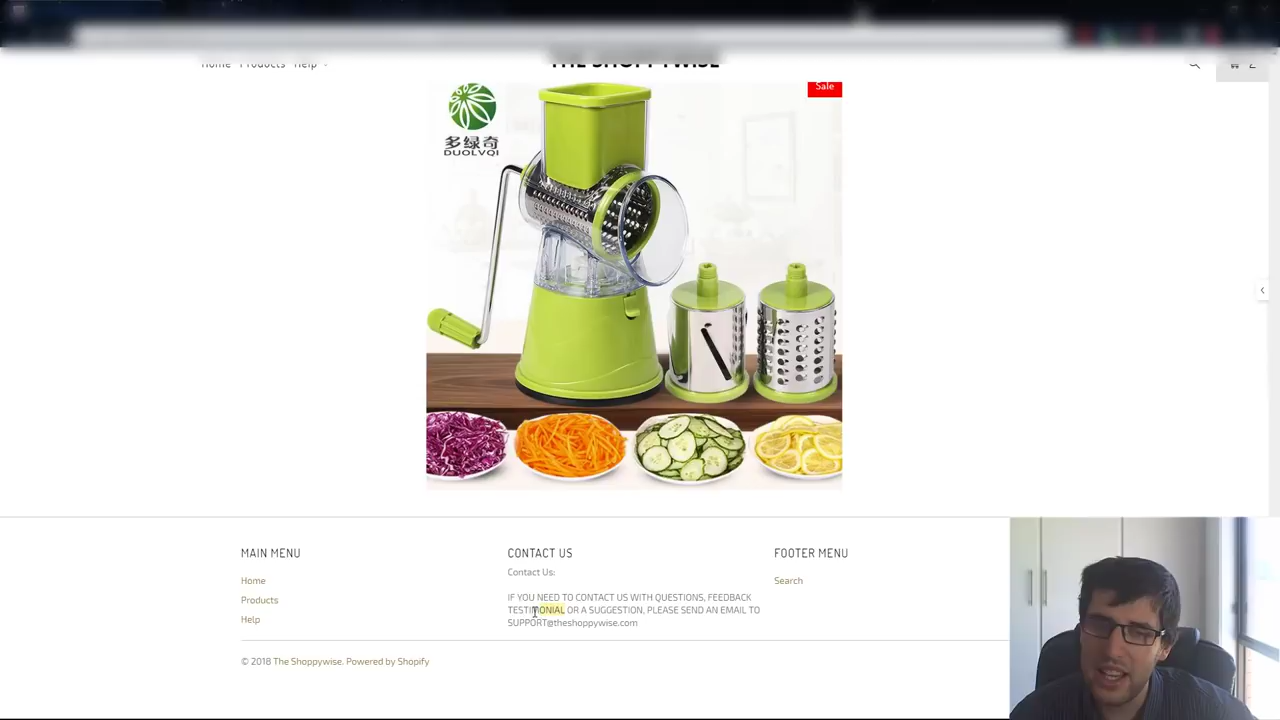 Home Products Help
THE SHOPPYWISE
Sale
多绿奇
DUOLVQI
MAIN MENU
Home
Products
Help
CONTACT US
Contact Us:
IF YOU NEED TO CONTACT US WITH QUESTIONS, FEEDBACK
TESTIMONIAL OR A SUGGESTION, PLEASE SEND AN EMAIL TO
SUPPORT@theshoppywise.com
FOOTER MENU
Search
© 2018 The Shoppywise. Powered by Shopify